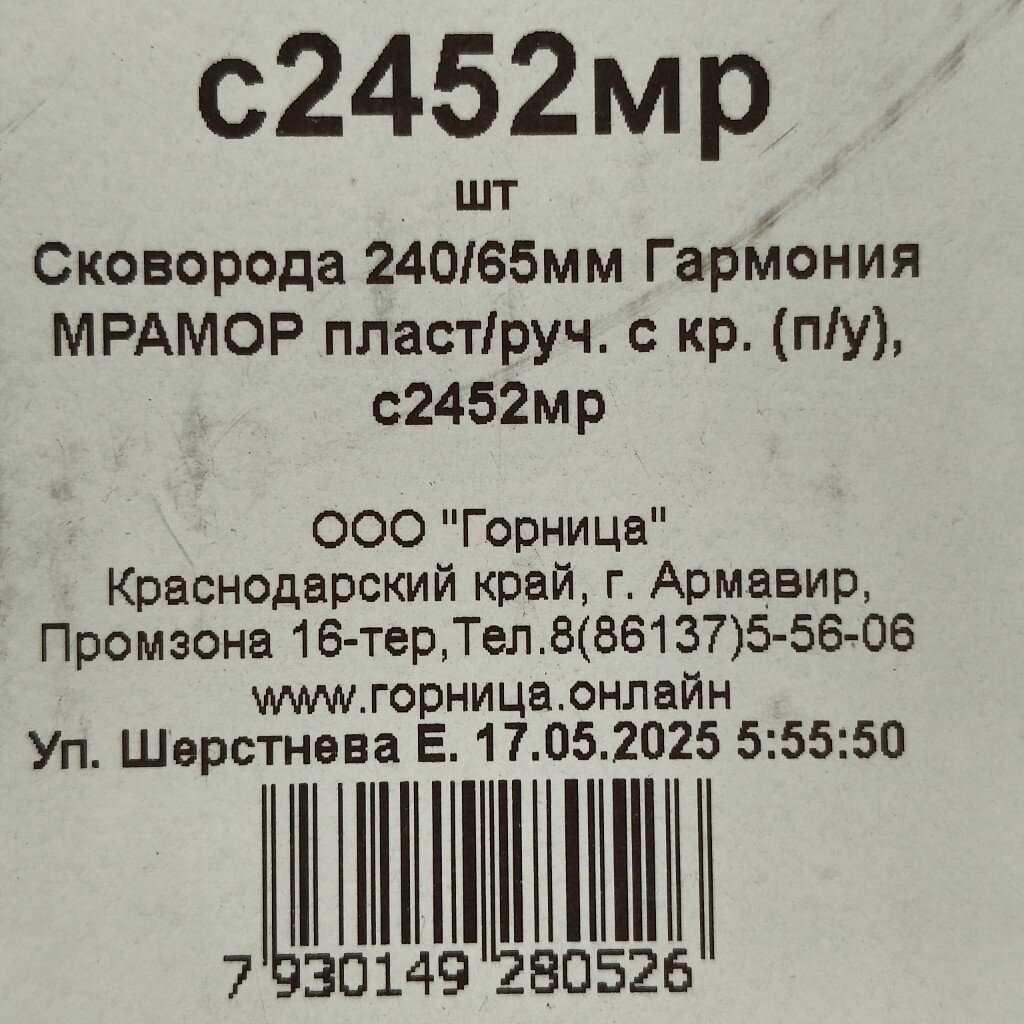 с2452мр
шт
Сковорода 240/65мм Гармония
МРАМОР пласт/руч. с кр. (п/у),
с2452мр
ООО "Горница"
Краснодарский край, г. Армавир,
Промзона 16-тер,Тел.8(86137)5-56-06
www.горница.онлайн
Уп. Шерстнева Е. 17.05.2025 5:55:50
7 930149 280526